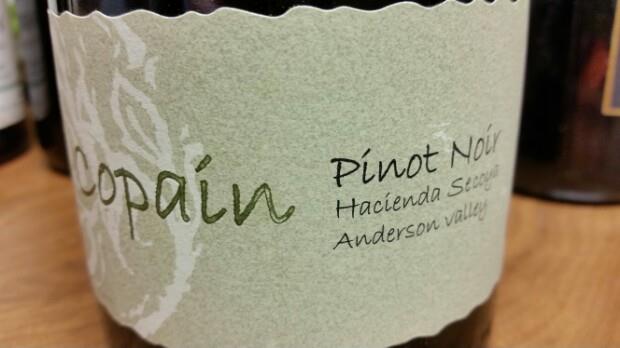 copain
Pinot Noir
Hacienda Secoya
Anderson valley